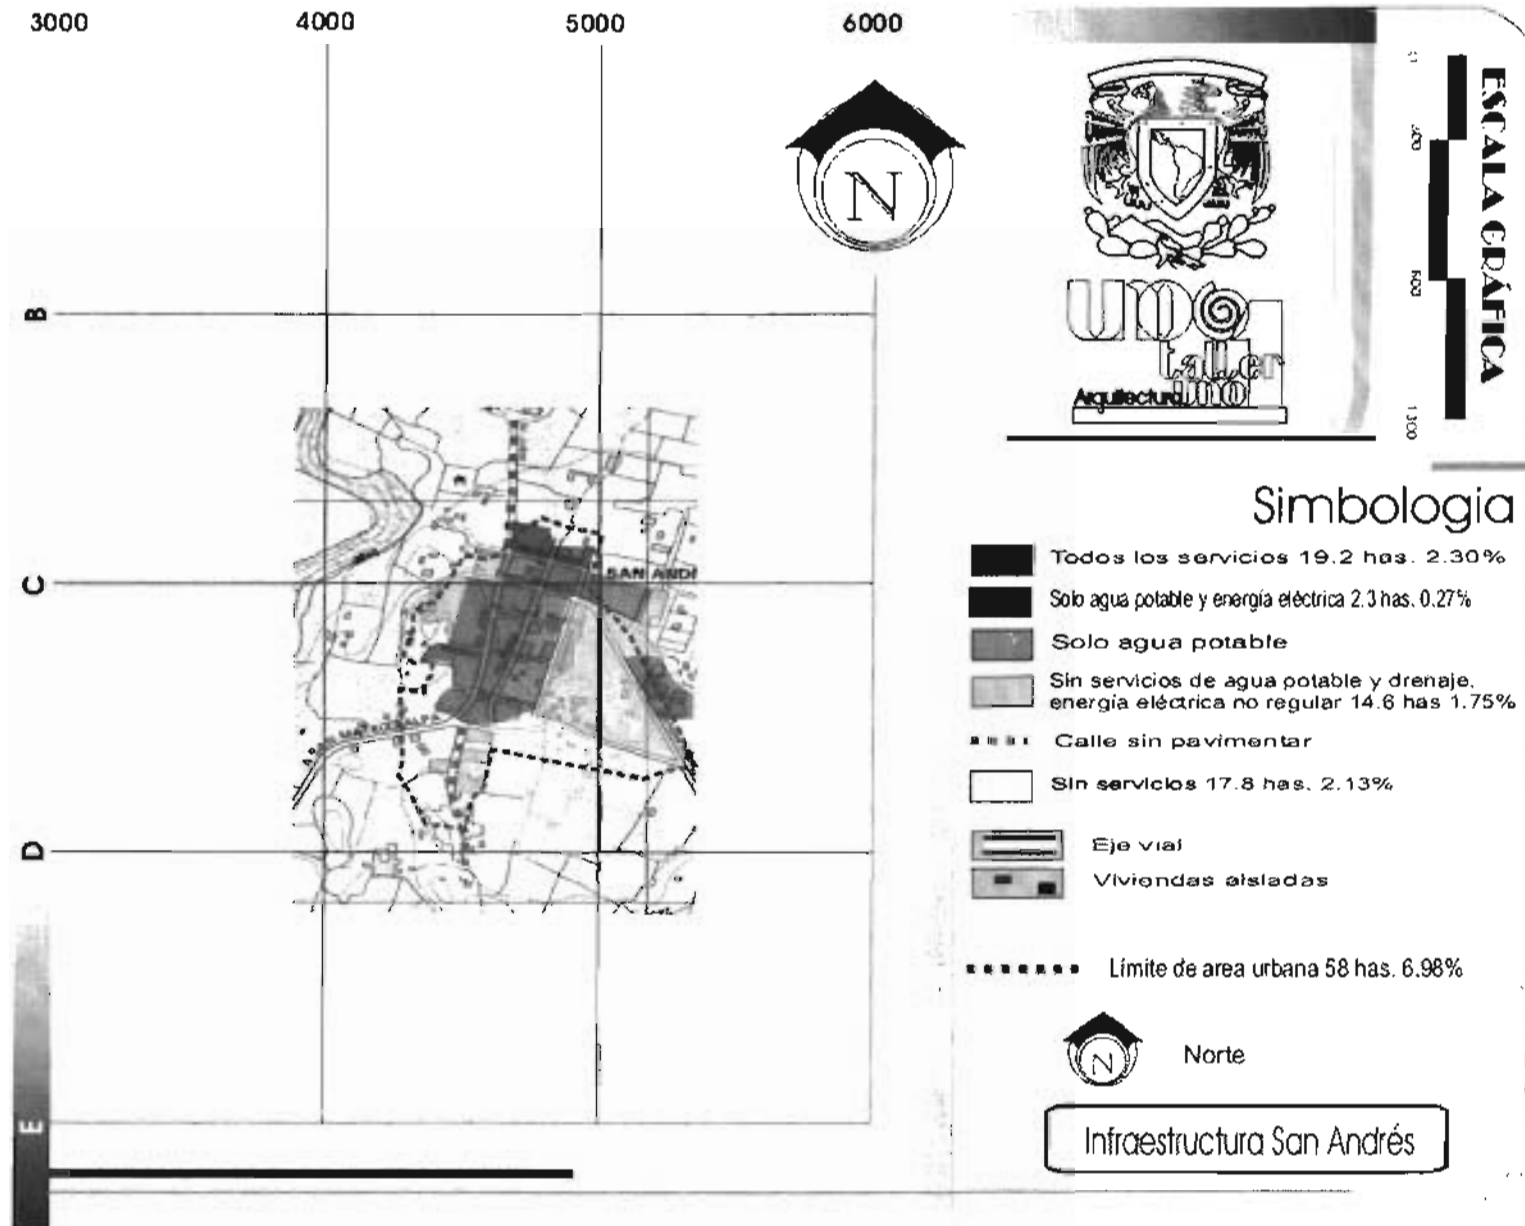 3000 4000 5000 6000
B
C
D
E
N
ESCALA GRÁFICA
1300
Arquitectura
SAN AND
Simbologia
Todos los servicios 19.2 has. 2.30%
Solo agua potable y energía eléctrica 2.3 has. 0.27%
Solo agua potable
Sin servicios de agua potable y drenaje,
energía eléctrica no regular 14.6 has 1.75%
Calle sin pavimentar
Sin servicios 17.8 has. 2.13%
Eje vial
Viviendas aisladas
Límite de area urbana 58 has. 6.98%
N
Norte
Infraestructura San Andrés